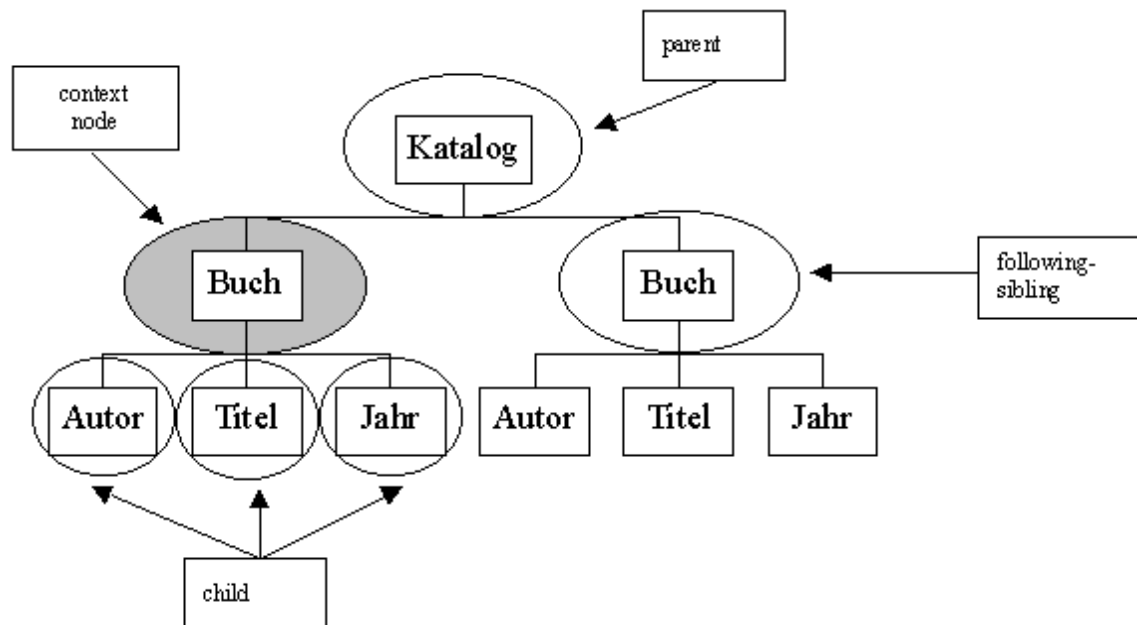 parent
context
node
Katalog
Buch
Buch
following-
sibling
Autor
Titel
Jahr
Autor
Titel
Jahr
child